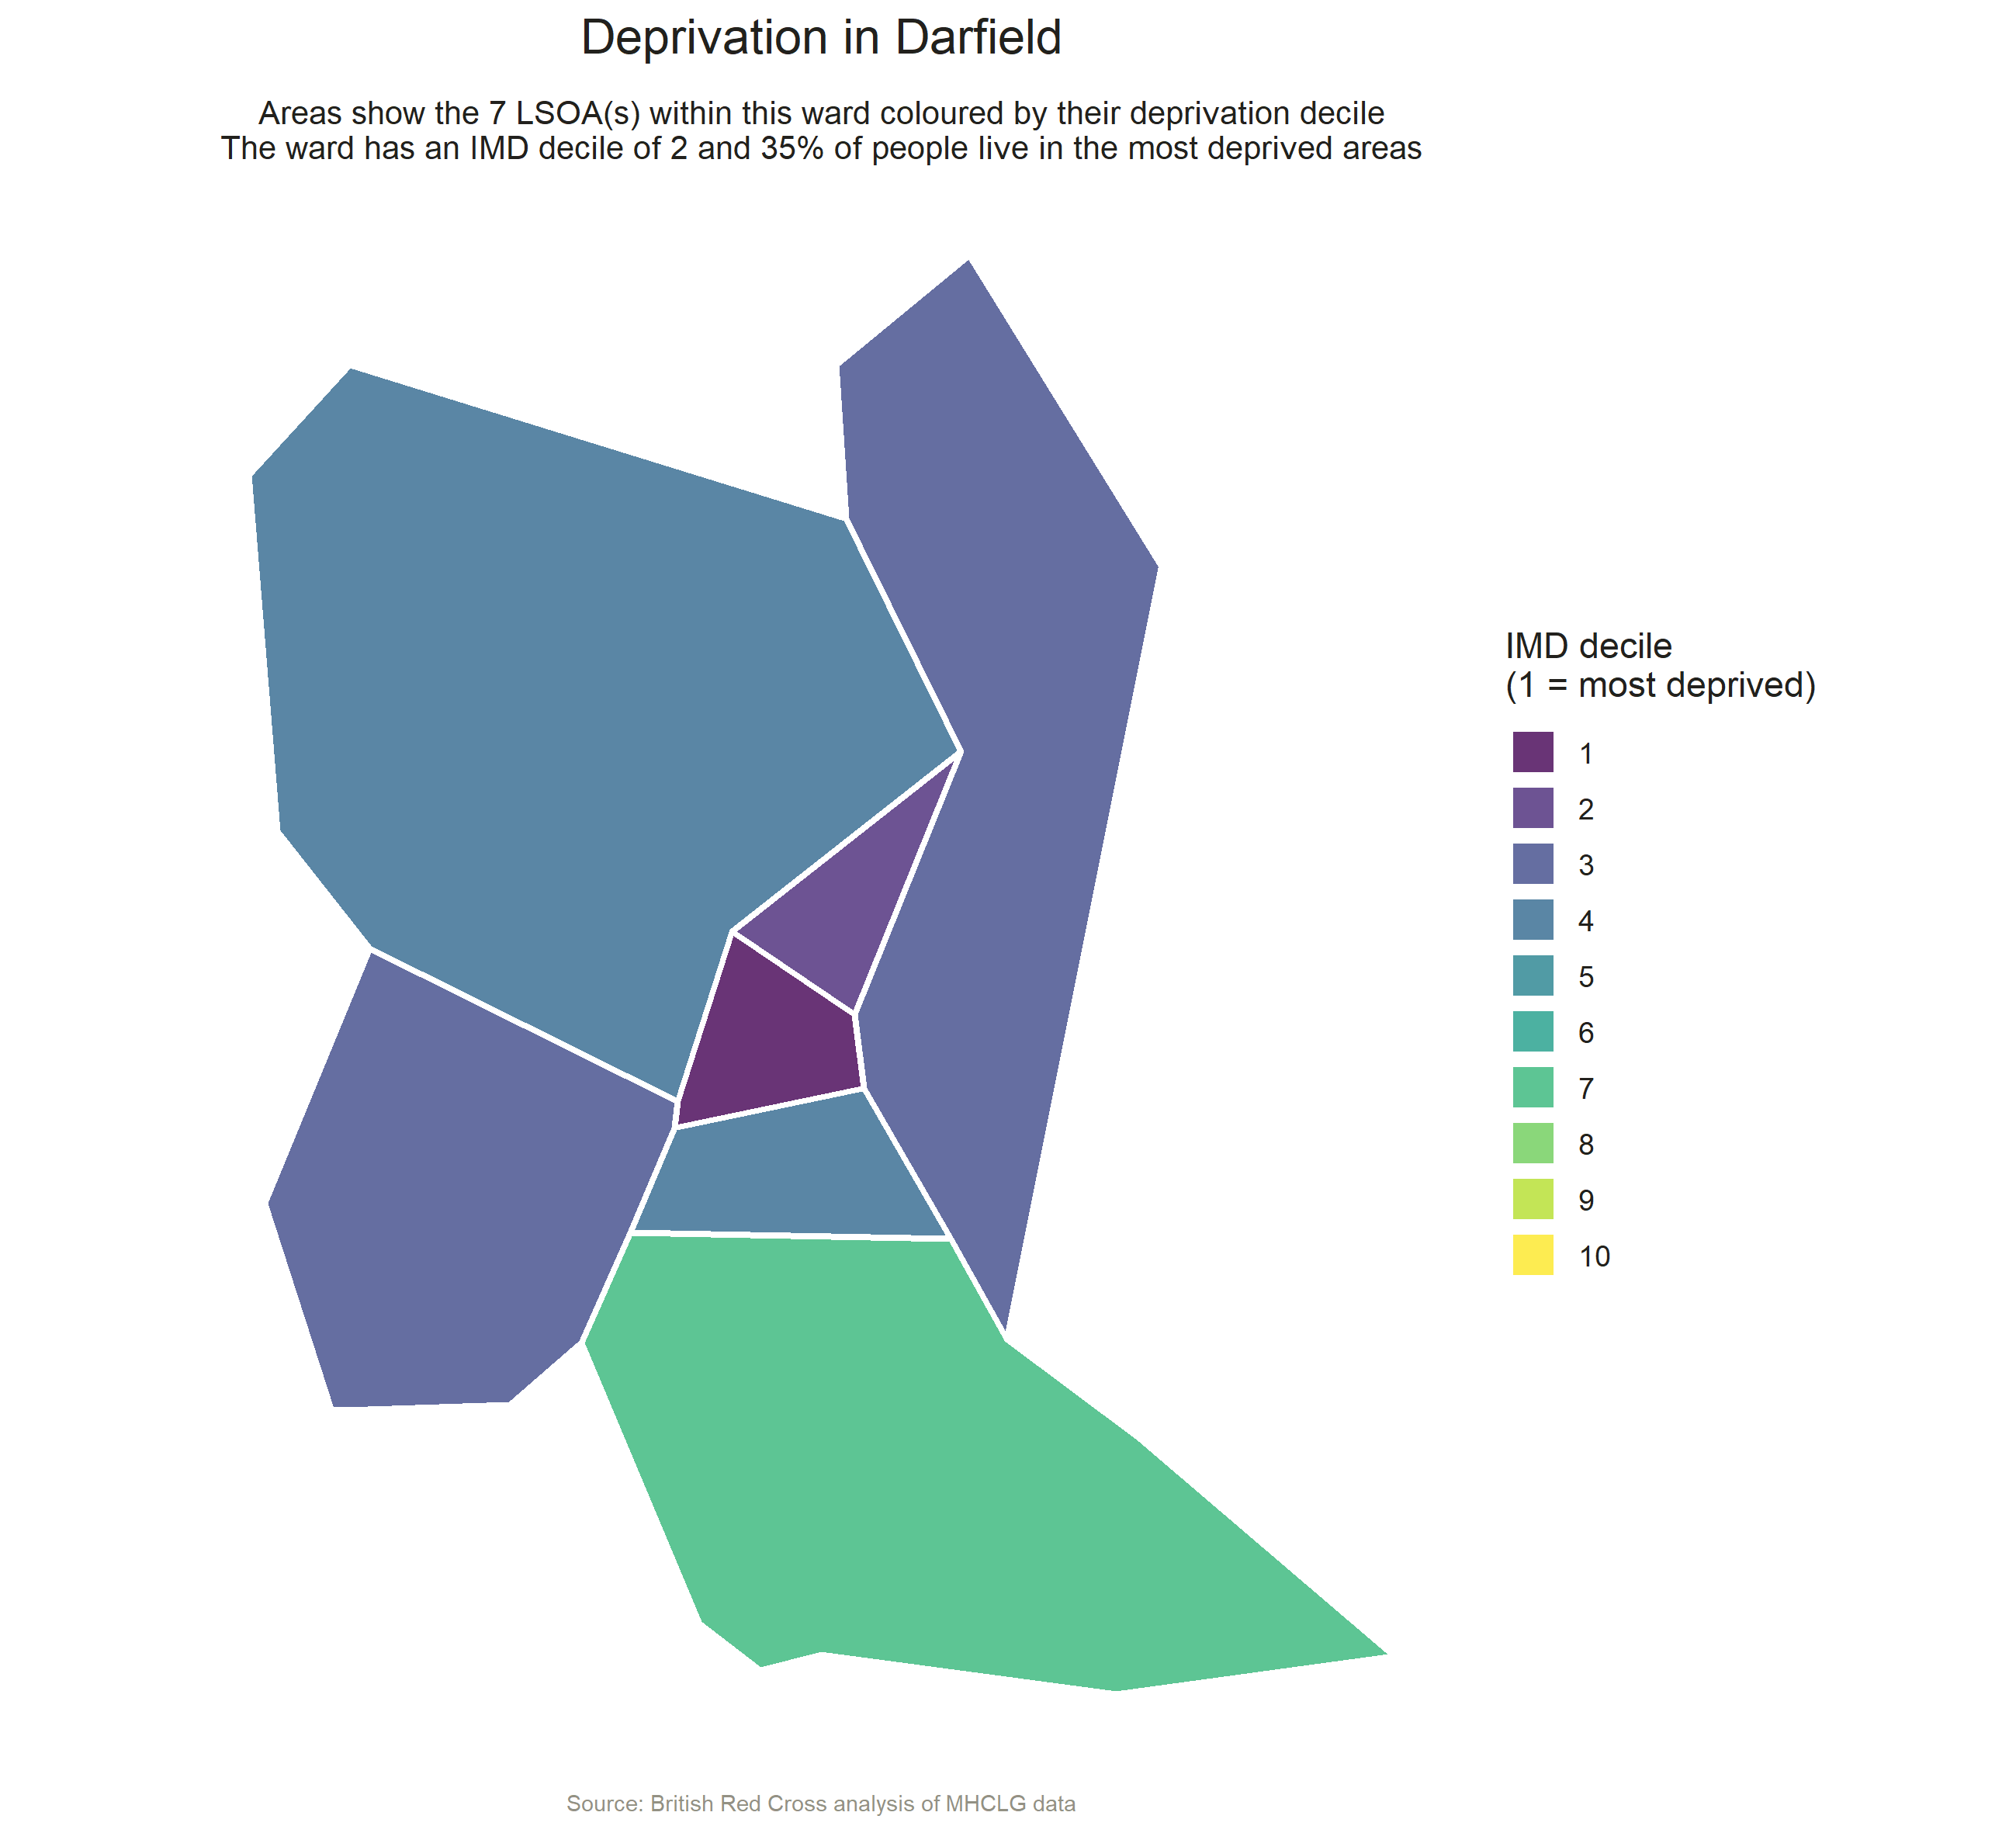 Deprivation in Darfield
Areas show the 7 LSOA(s) within this ward coloured by their deprivation decile
The ward has an IMD decile of 2 and 35% of people live in the most deprived areas
IMD decile
(1 = most deprived)
1
2
3
4
5
6
7
8
9
10
Source: British Red Cross analysis of MHCLG data